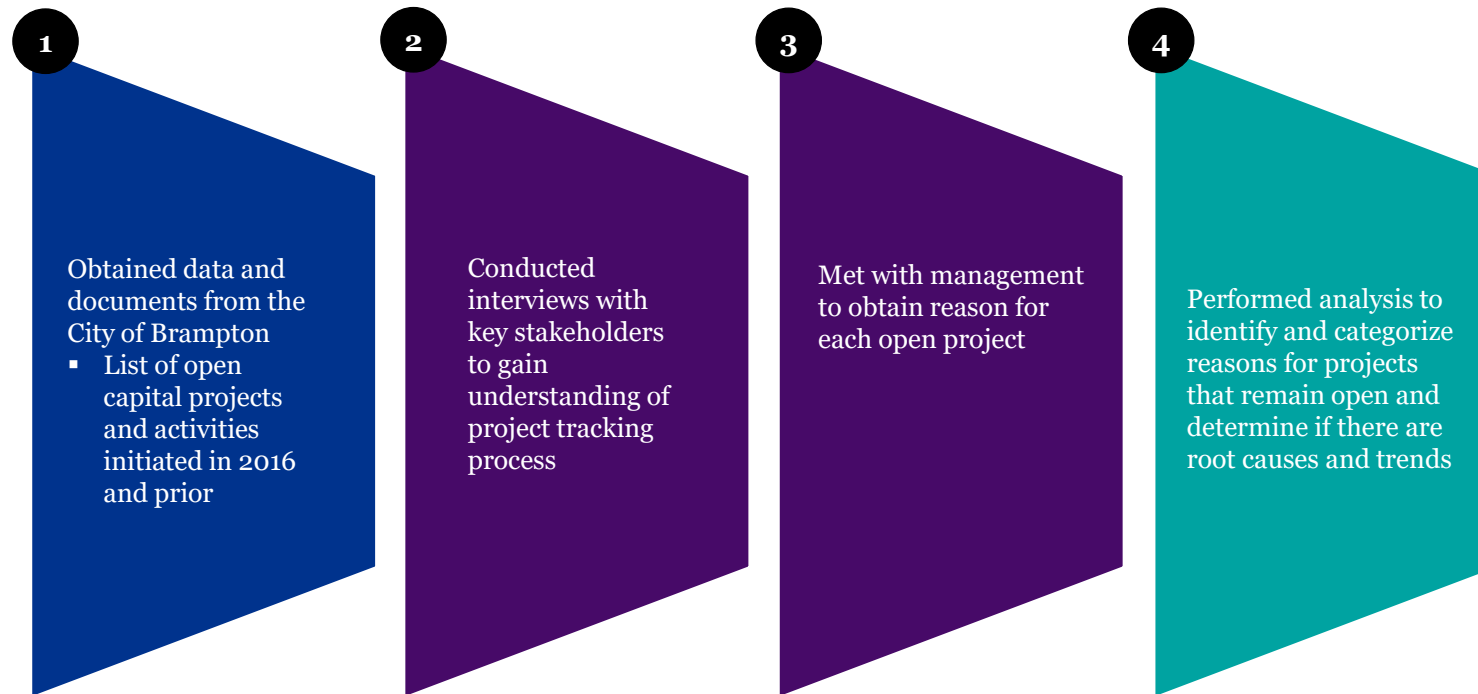 1
Obtained data and
documents from the
City of Brampton
▪ List of open
capital projects
and activities
initiated in 2016
and prior
2
Conducted
interviews with
key stakeholders
to gain
understanding of
project tracking
process
3
Met with management
to obtain reason for
each open project
4
Performed analysis to
identify and categorize
reasons for projects
that remain open and
determine if there are
root causes and trends